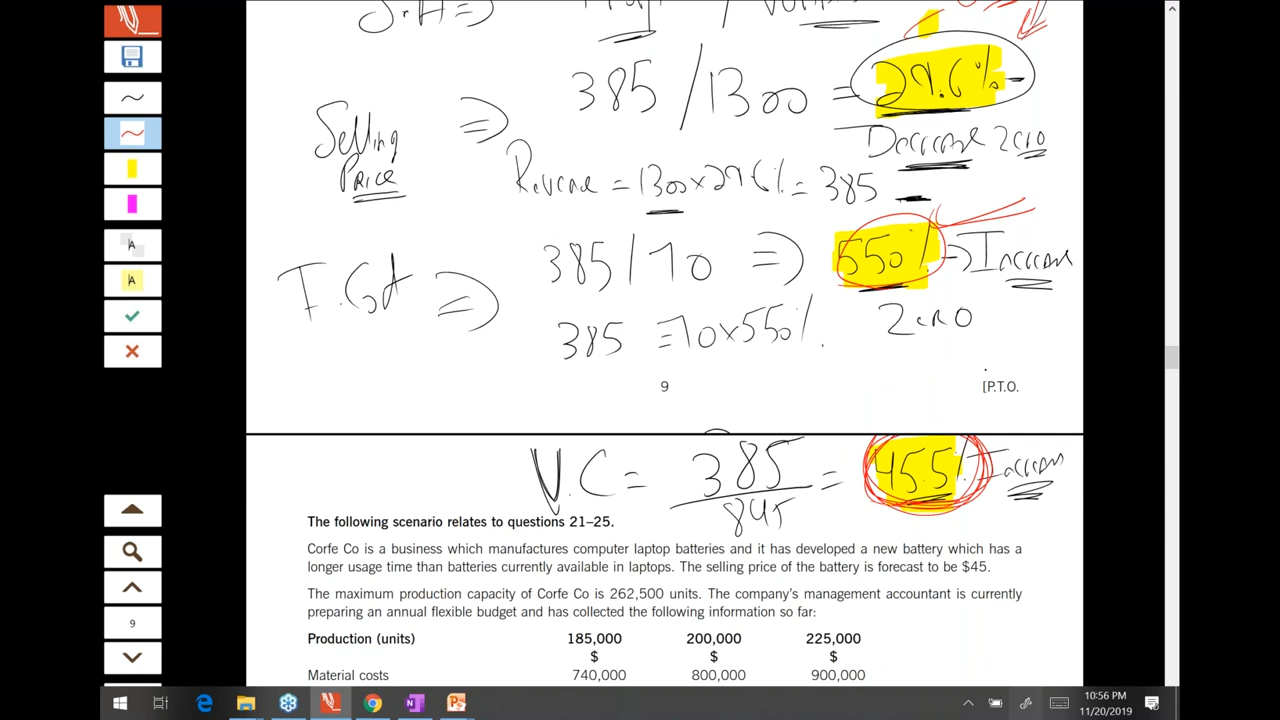 385 / 1300 = 29.6%
Decrease Zero
Selling
Price
⇒
Revenue = 1300 x 29.6% = 385
F. Cost ⇒ 385 / 70 ⇒ 550% → Increase
385 = 70 x 550%. Zero
9
[P.T.O.
V.C = 385 / 845 = 45.5% Increase
The following scenario relates to questions 21–25.
Corfe Co is a business which manufactures computer laptop batteries and it has developed a new battery which has a
longer usage time than batteries currently available in laptops. The selling price of the battery is forecast to be $45.
The maximum production capacity of Corfe Co is 262,500 units. The company's management accountant is currently
preparing an annual flexible budget and has collected the following information so far:
Production (units) 185,000 200,000 225,000
$ $ $
Material costs 740,000 800,000 900,000
9
10:56 PM
11/20/2019